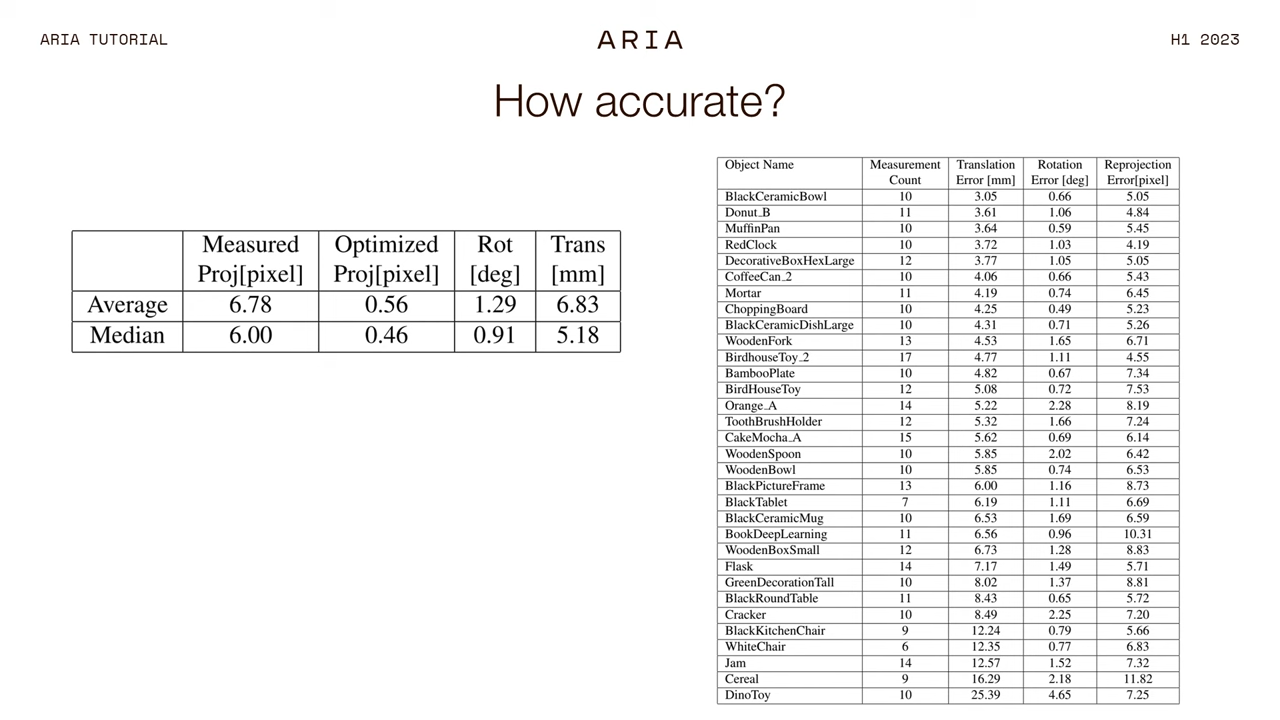 ARIA TUTORIAL
ARIA
H1 2023
How accurate?
Measured Proj[pixel] Optimized Proj[pixel] Rot [deg] Trans [mm]
Average 6.78 0.56 1.29 6.83
Median 6.00 0.46 0.91 5.18
Object Name Measurement Count Translation Error [mm] Rotation Error [deg] Reprojection Error[pixel]
BlackCeramicBowl 10 3.05 0.66 5.05
Donut_B 11 3.61 1.06 4.84
MuffinPan 10 3.64 0.59 5.45
RedClock 10 3.72 1.03 4.19
DecorativeBoxHexLarge 12 3.77 1.05 5.05
CoffeeCan_2 10 4.06 0.66 5.43
Mortar 11 4.19 0.74 6.45
ChoppingBoard 10 4.25 0.49 5.23
BlackCeramicDishLarge 10 4.31 0.71 5.26
WoodenFork 13 4.53 1.65 6.71
BirdhouseToy_2 17 4.77 1.11 4.55
BambooPlate 10 4.82 0.67 7.34
BirdHouseToy 12 5.08 0.72 7.53
Orange_A 14 5.22 2.28 8.19
ToothBrushHolder 12 5.32 1.66 7.24
CakeMocha_A 15 5.62 0.69 6.14
WoodenSpoon 10 5.85 2.02 6.42
WoodenBowl 10 5.85 0.74 6.53
BlackPictureFrame 13 6.00 1.16 8.73
BlackTablet 7 6.19 1.11 6.69
BlackCeramicMug 10 6.53 1.69 6.59
BookDeepLearning 11 6.56 0.96 10.31
WoodenBoxSmall 12 6.73 1.28 8.83
Flask 14 7.17 1.49 5.71
GreenDecorationTall 10 8.02 1.37 8.81
BlackRoundTable 11 8.43 0.65 5.72
Cracker 10 8.49 2.25 7.20
BlackKitchenChair 9 12.24 0.79 5.66
WhiteChair 6 12.35 0.77 6.83
Jam 14 12.57 1.52 7.32
Cereal 9 16.29 2.18 11.82
DinoToy 10 25.39 4.65 7.25